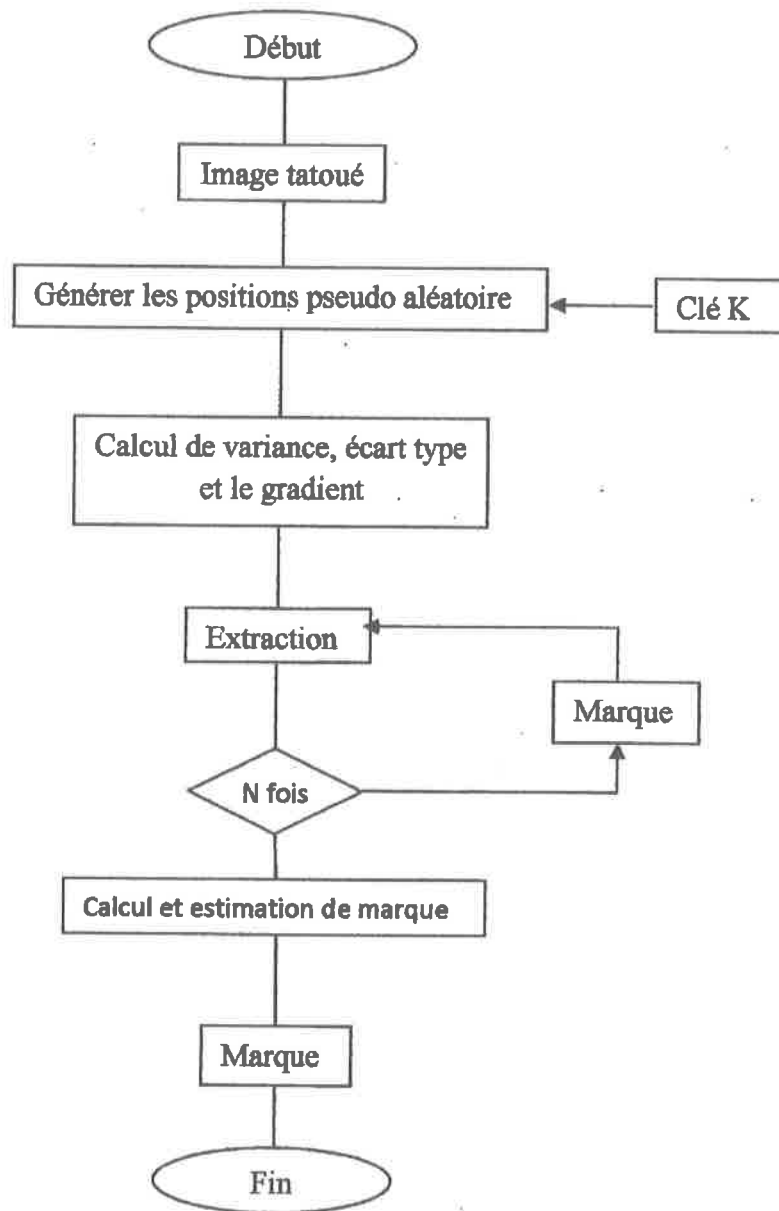 Début
Image tatoué
Générer les positions pseudo aléatoire
Clé K
Calcul de variance, écart type
et le gradient
Extraction
Marque
N fois
Calcul et estimation de marque
Marque
Fin